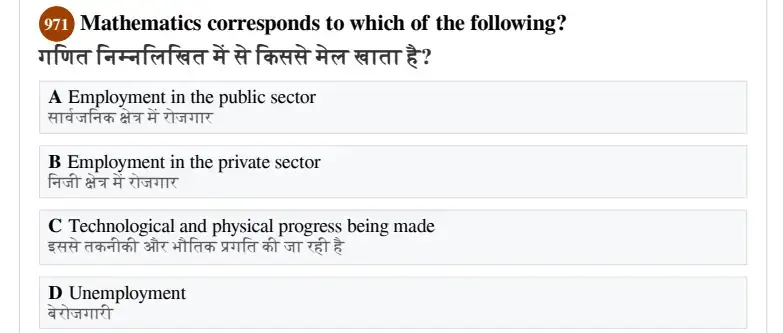 971 Mathematics corresponds to which of the following?
गणित निम्नलिखित में से किससे मेल खाता है?
A Employment in the public sector
सार्वजनिक क्षेत्र में रोजगार
B Employment in the private sector
निजी क्षेत्र में रोजगार
C Technological and physical progress being made
इससे तकनीकी और भौतिक प्रगति की जा रही है
D Unemployment
बेरोजगारी